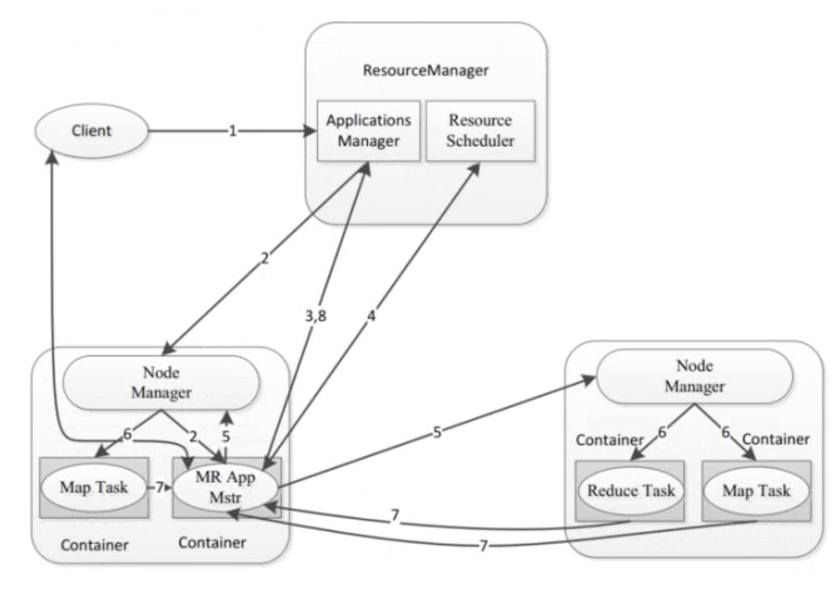 ResourceManager
Client
1
Applications
Manager
Resource
Scheduler
2
3,8
4
Node
Manager
6
2
5
Map Task
7
MR App
Mstr
Container
Container
5
7
7
Node
Manager
Container
6
6
Container
Reduce Task
Map Task